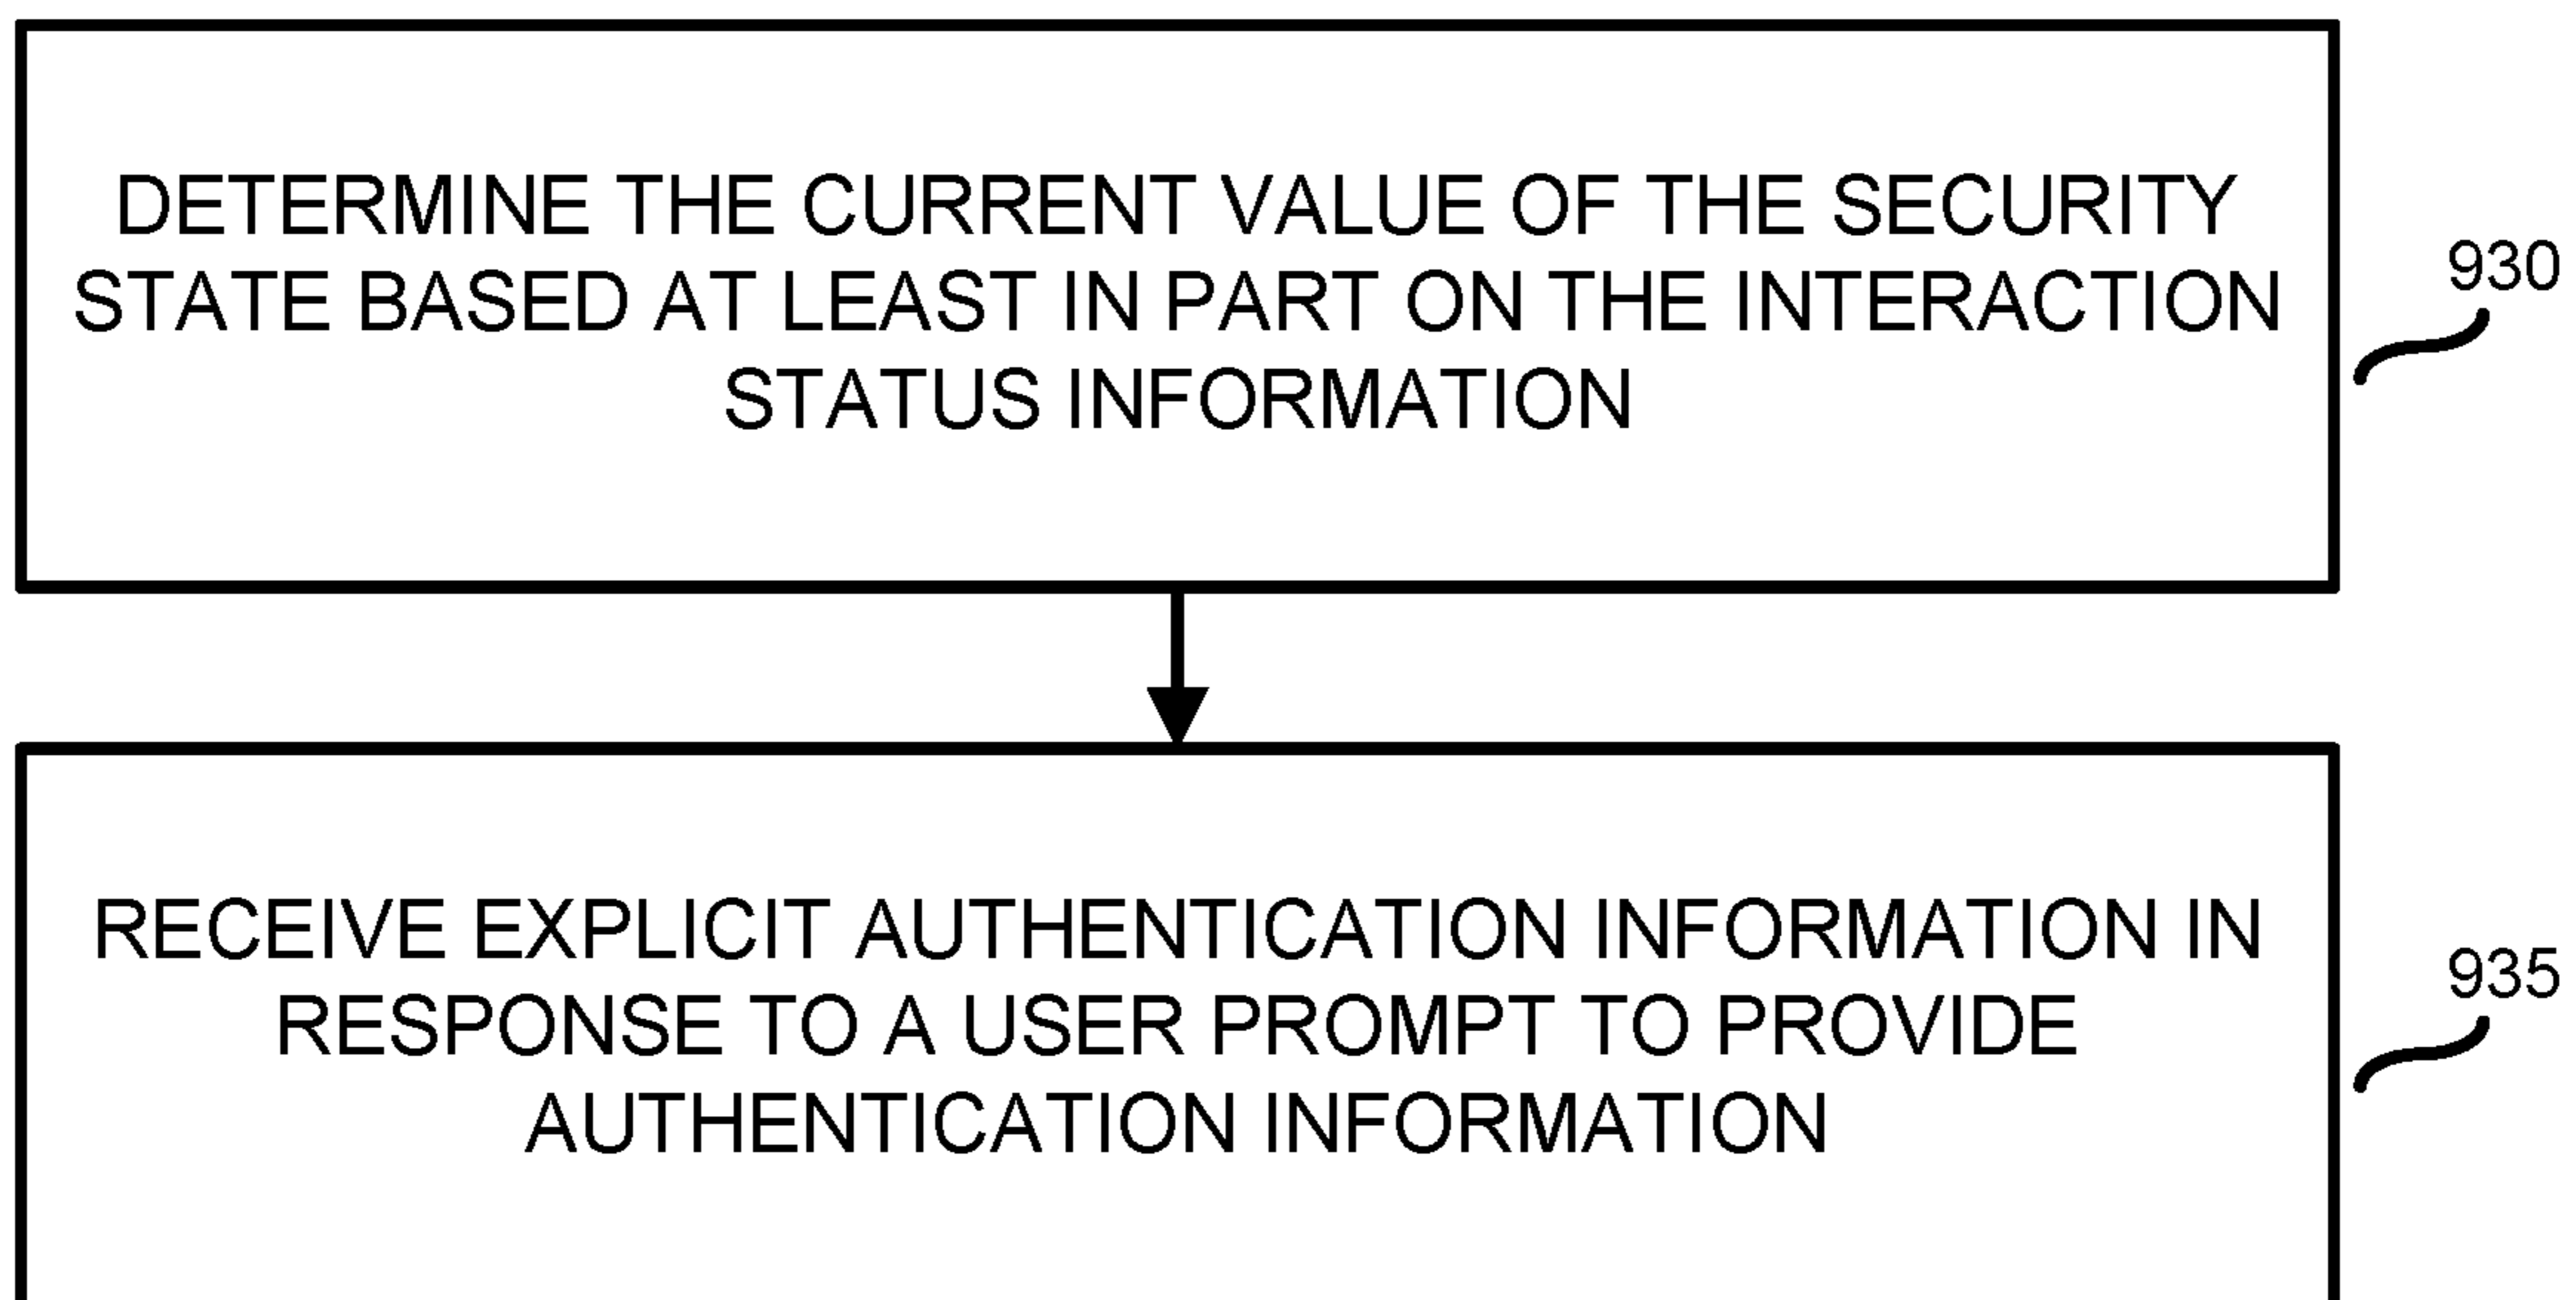 DETERMINE THE CURRENT VALUE OF THE SECURITY
STATE BASED AT LEAST IN PART ON THE INTERACTION
STATUS INFORMATION
930
RECEIVE EXPLICIT AUTHENTICATION INFORMATION IN
RESPONSE TO A USER PROMPT TO PROVIDE
AUTHENTICATION INFORMATION
935